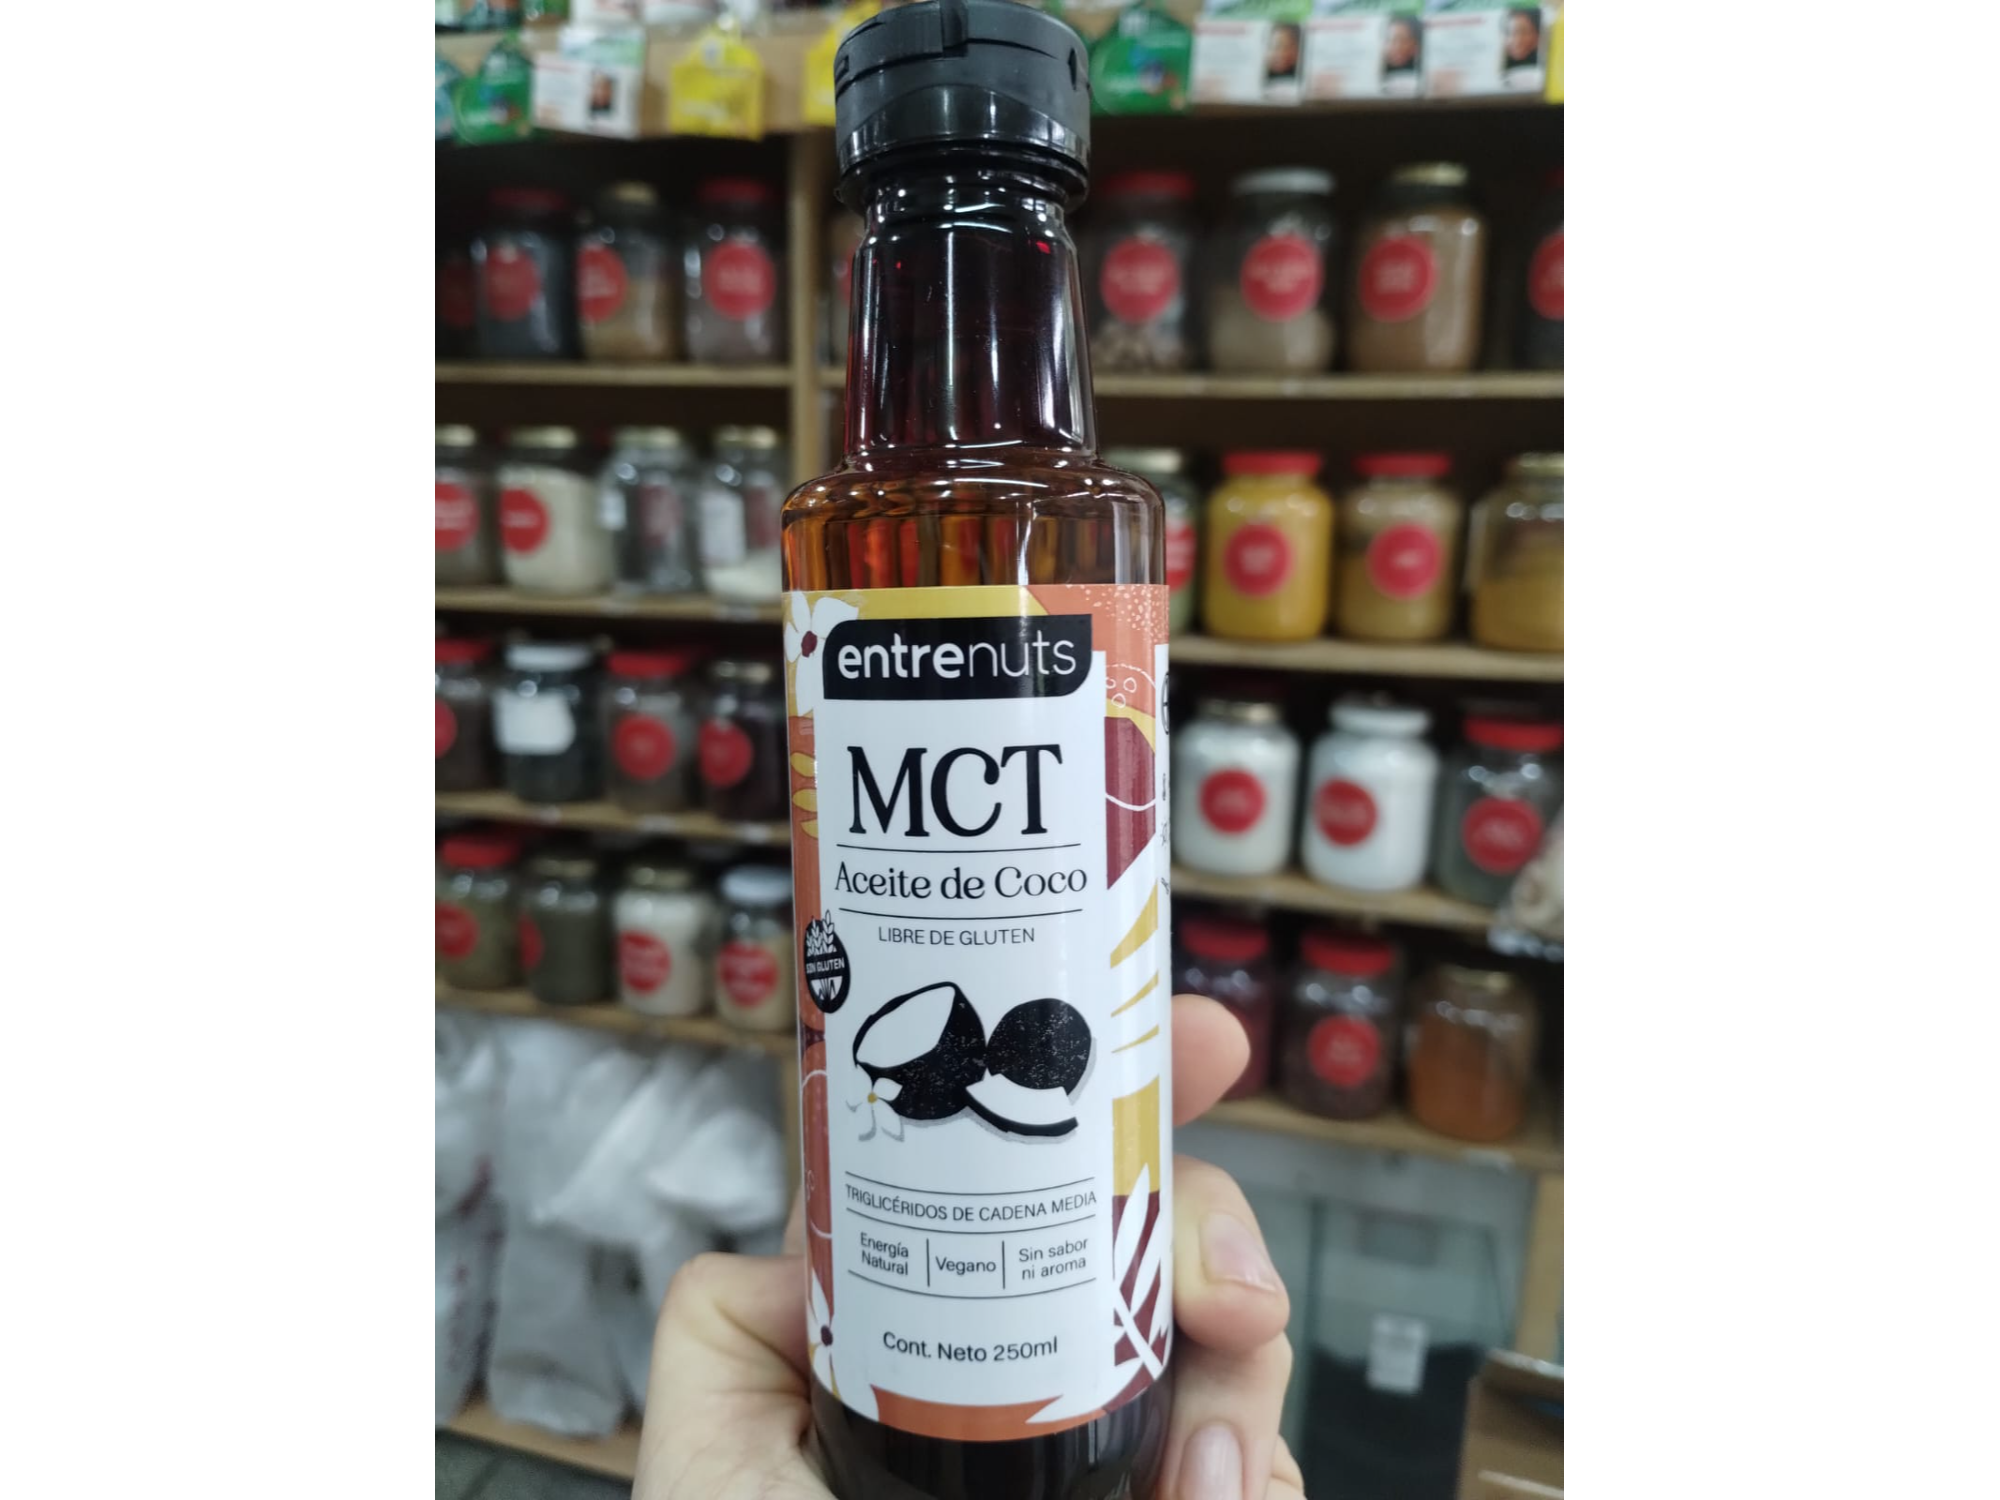 entrenuts
MCT
Aceite de Coco
LIBRE DE GLUTEN
SIN GLUTEN
TRIGLICÉRIDOS DE CADENA MEDIA
Energía
Natural
Vegano
Sin sabor
ni aroma
Cont. Neto 250ml